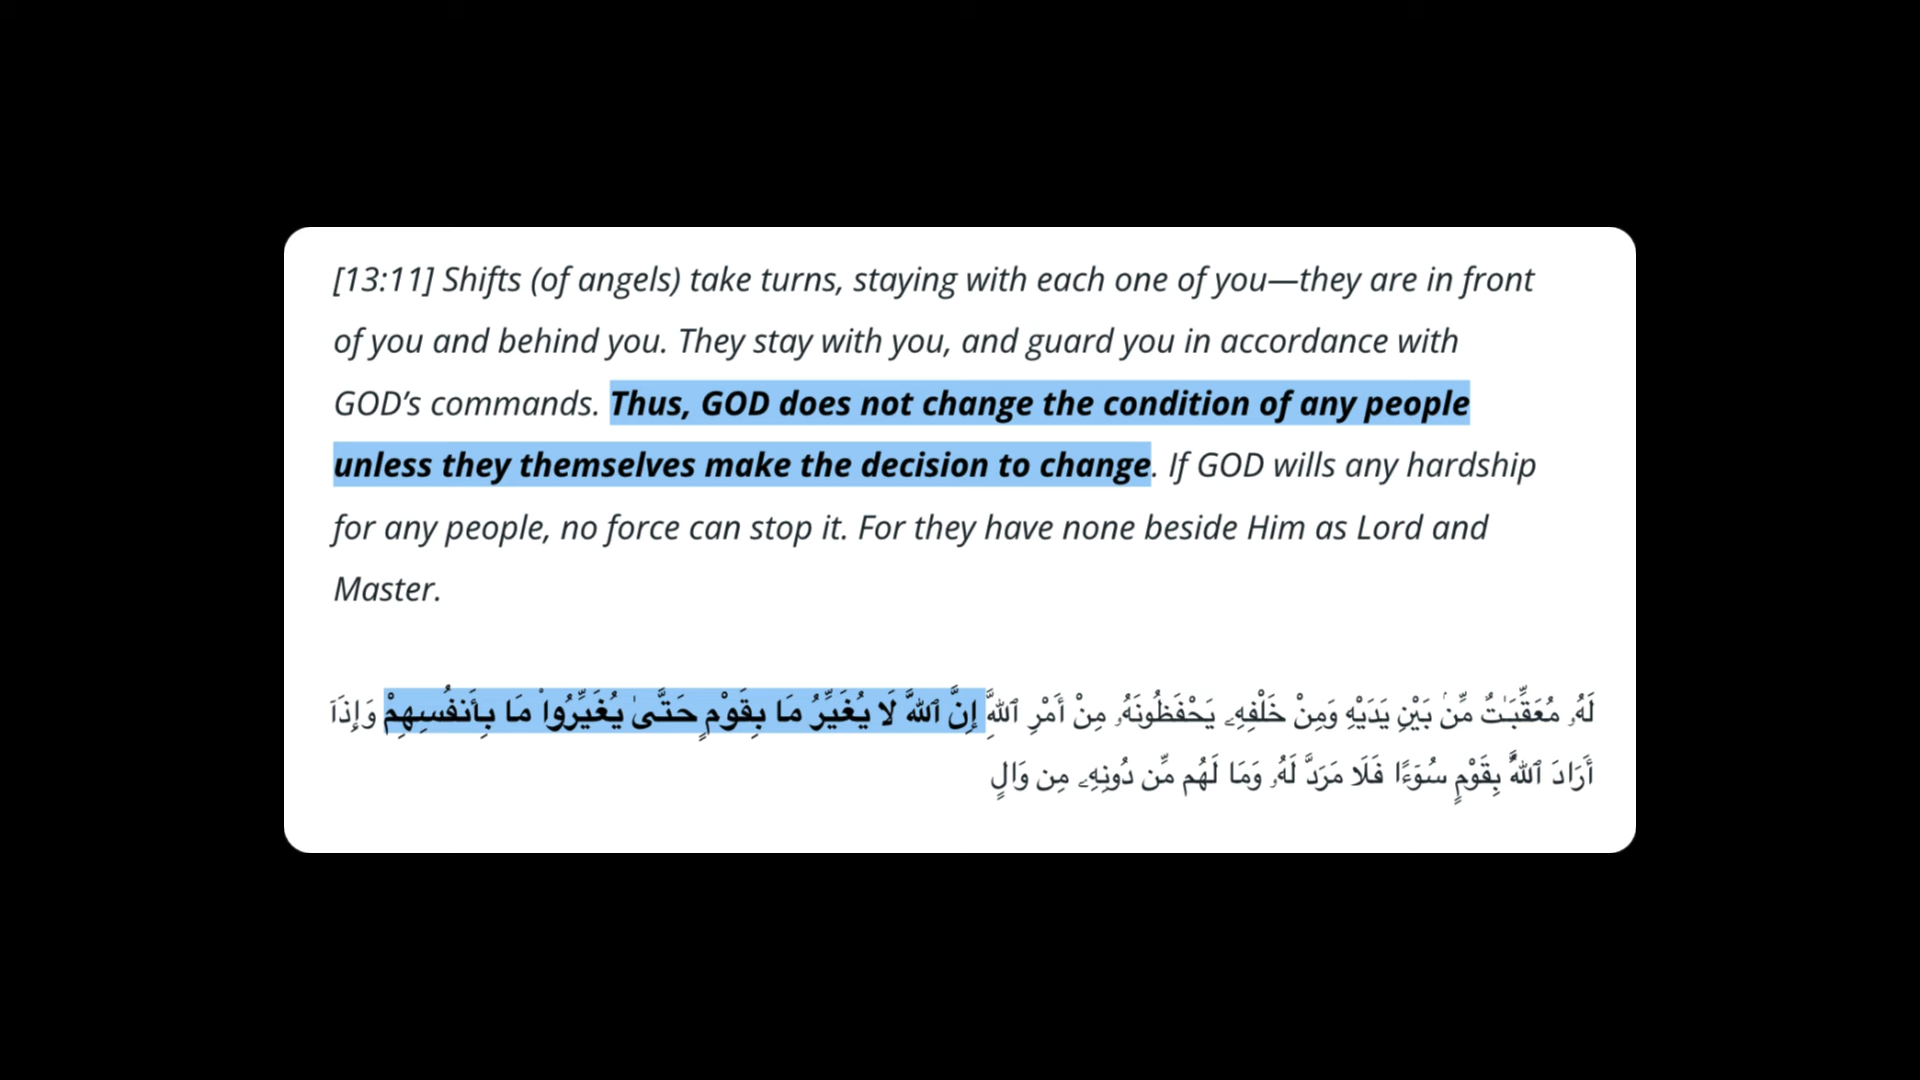 [13:11] Shifts (of angels) take turns, staying with each one of you—they are in front
of you and behind you. They stay with you, and guard you in accordance with
GOD’s commands. Thus, GOD does not change the condition of any people
unless they themselves make the decision to change. If GOD wills any hardship
for any people, no force can stop it. For they have none beside Him as Lord and
Master.
لَهُۥ مُعَقِّبَـٰتٌ مِّنۢ بَيْنِ يَدَيْهِ وَمِنْ خَلْفِهِۦ يَحْفَظُونَهُۥ مِنْ أَمْرِ ٱللَّهِ إِنَّ ٱللَّهَ لَا يُغَيِّرُ مَا بِقَوْمٍ حَتَّىٰ يُغَيِّرُوا۟ مَا بِأَنفُسِهِمْ وَإِذَآ
أَرَادَ ٱللَّهُ بِقَوْمٍ سُوٓءًا فَلَا مَرَدَّ لَهُۥ وَمَا لَهُم مِّن دُونِهِۦ مِن وَالٍ